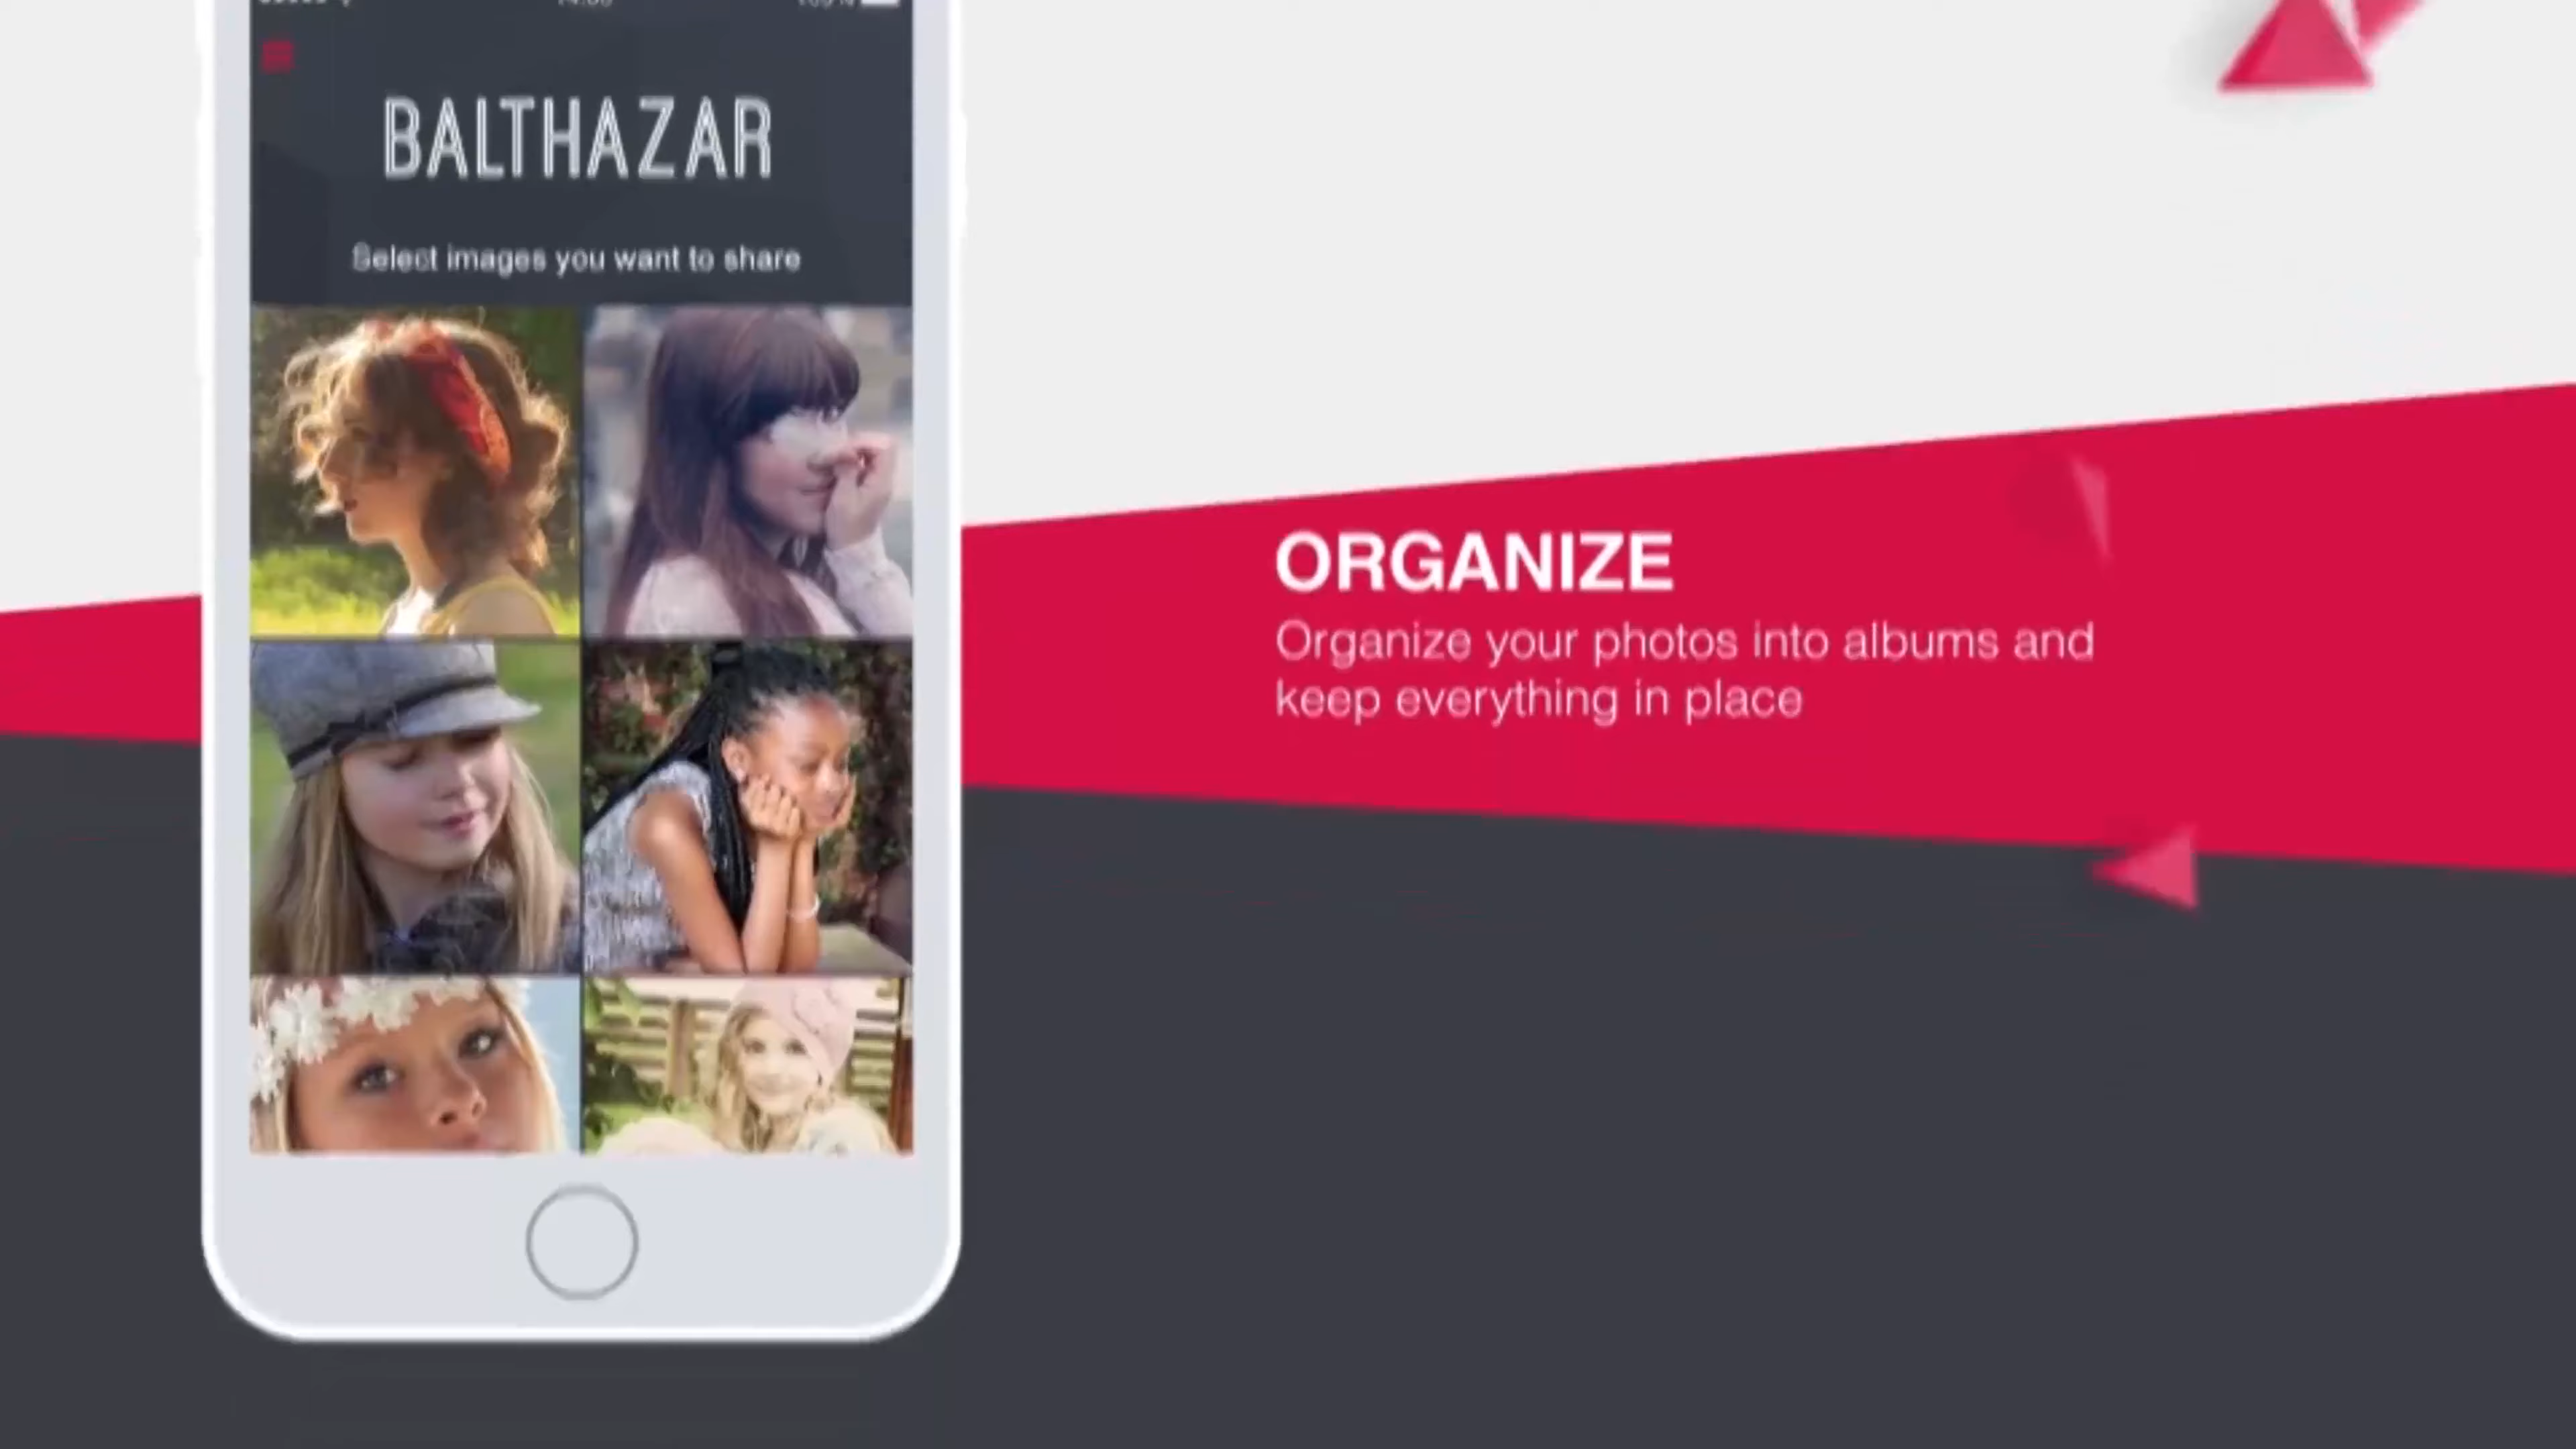 BALTHAZAR
Select images you want to share
ORGANIZE
Organize your photos into albums and
keep everything in place